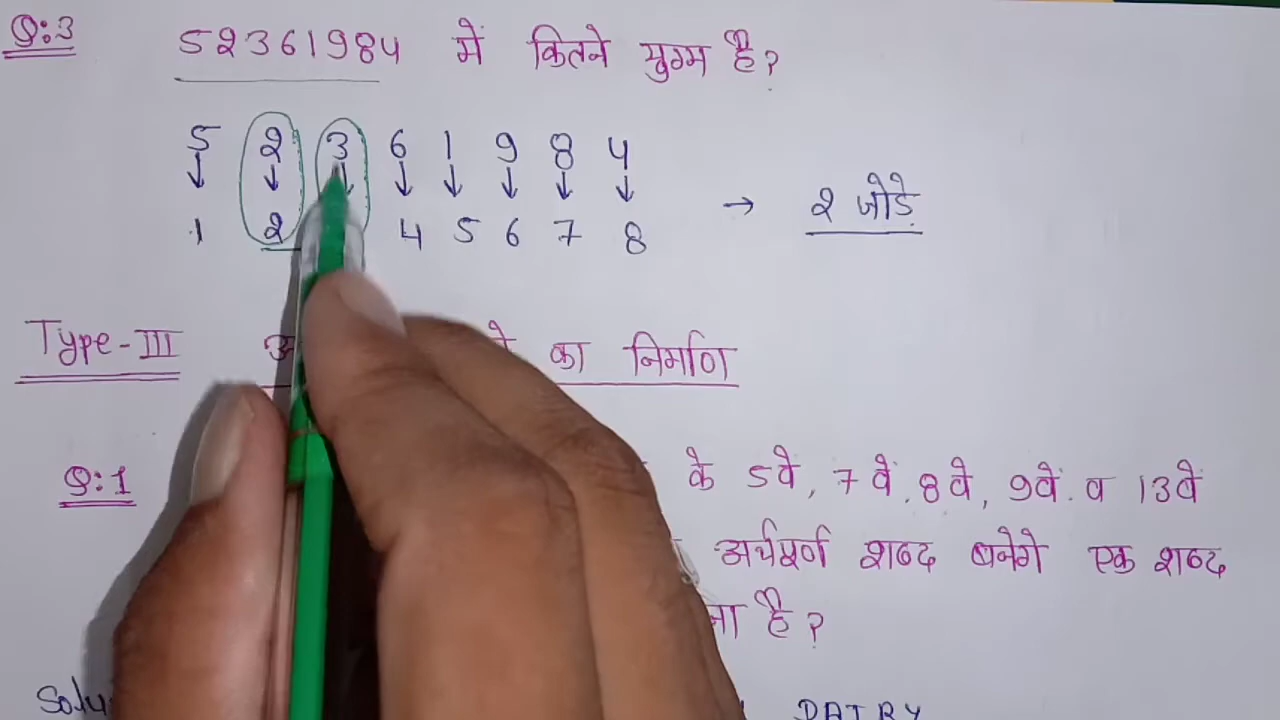 Q:3 52361984 में कितने युग्म है?
5 2 3 6 1 9 8 4
↓ ↓ ↓ ↓ ↓ ↓ ↓ ↓
1 2 4 5 6 7 8 → 2 जोड़े
Type-III का निर्माण
Q:1 के 5वे, 7वें, 8वे, 9वें. व 13वे
अर्थपूर्ण शब्द बनेगे एक शब्द
है?